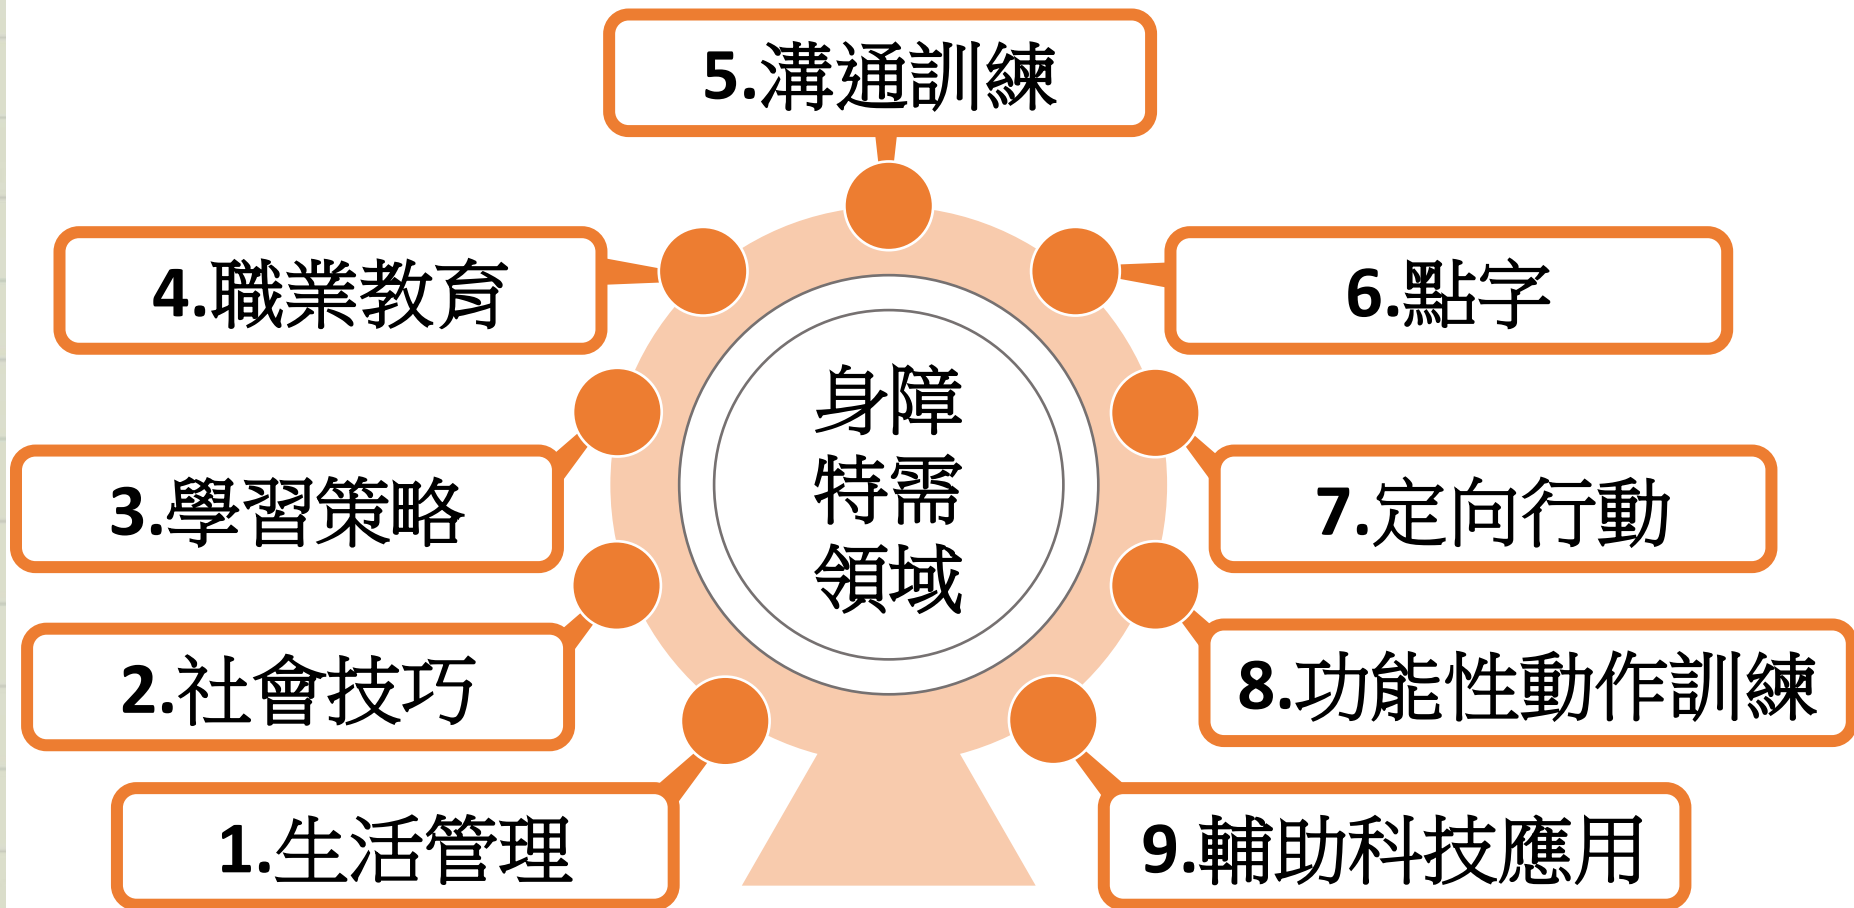 5.溝通訓練
4.職業教育
6.點字
身障
特需
領域
3.學習策略
7.定向行動
2.社會技巧
8.功能性動作訓練
1.生活管理
9.輔助科技應用